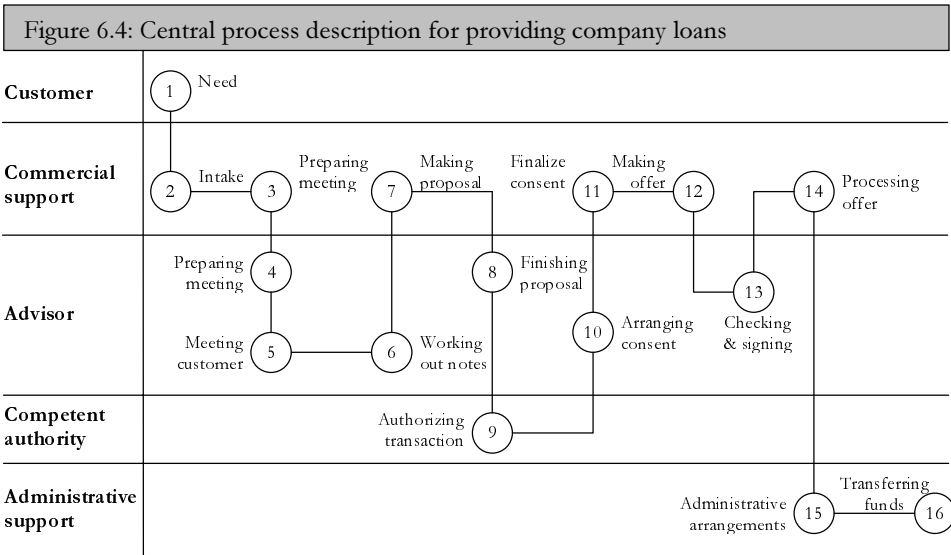 Figure 6.4: Central process description for providing company loans
Customer
1
Need
Commercial
support
2
Intake
3
Preparing
meeting
7
Making
proposal
Finalize
consent
11
Making
offer
12
14
Processing
offer
Advisor
Preparing
meeting
4
8
Finishing
proposal
13
Checking
& signing
Meeting
customer
5
6
Working
out notes
10
Arranging
consent
Competent
authority
Authorizing
transaction
9
Administrative
support
Administrative
arrangements
15
Transferring
funds
16